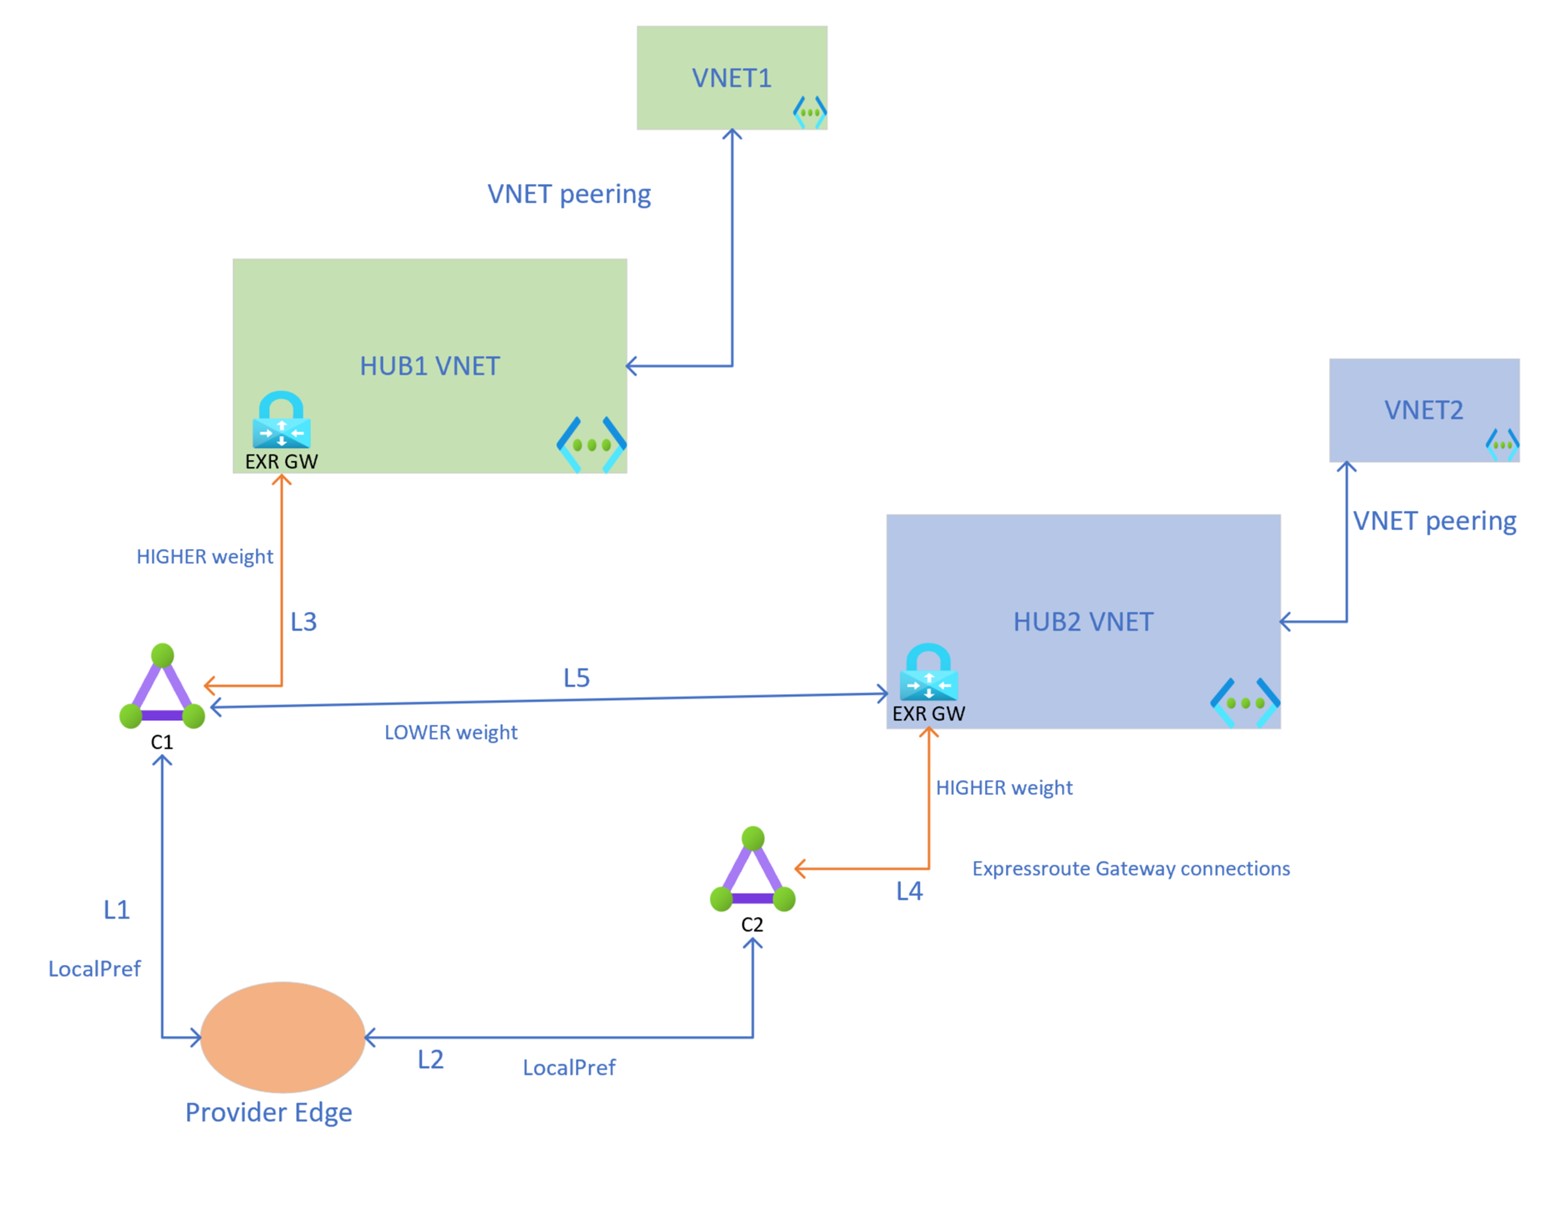 VNET1
VNET peering
HUB1 VNET
EXR GW
VNET2
VNET peering
HIGHER weight
L3
HUB2 VNET
L5
EXR GW
LOWER weight
C1
HIGHER weight
Expressroute Gateway connections
L4
C2
L1
LocalPref
L2
LocalPref
Provider Edge